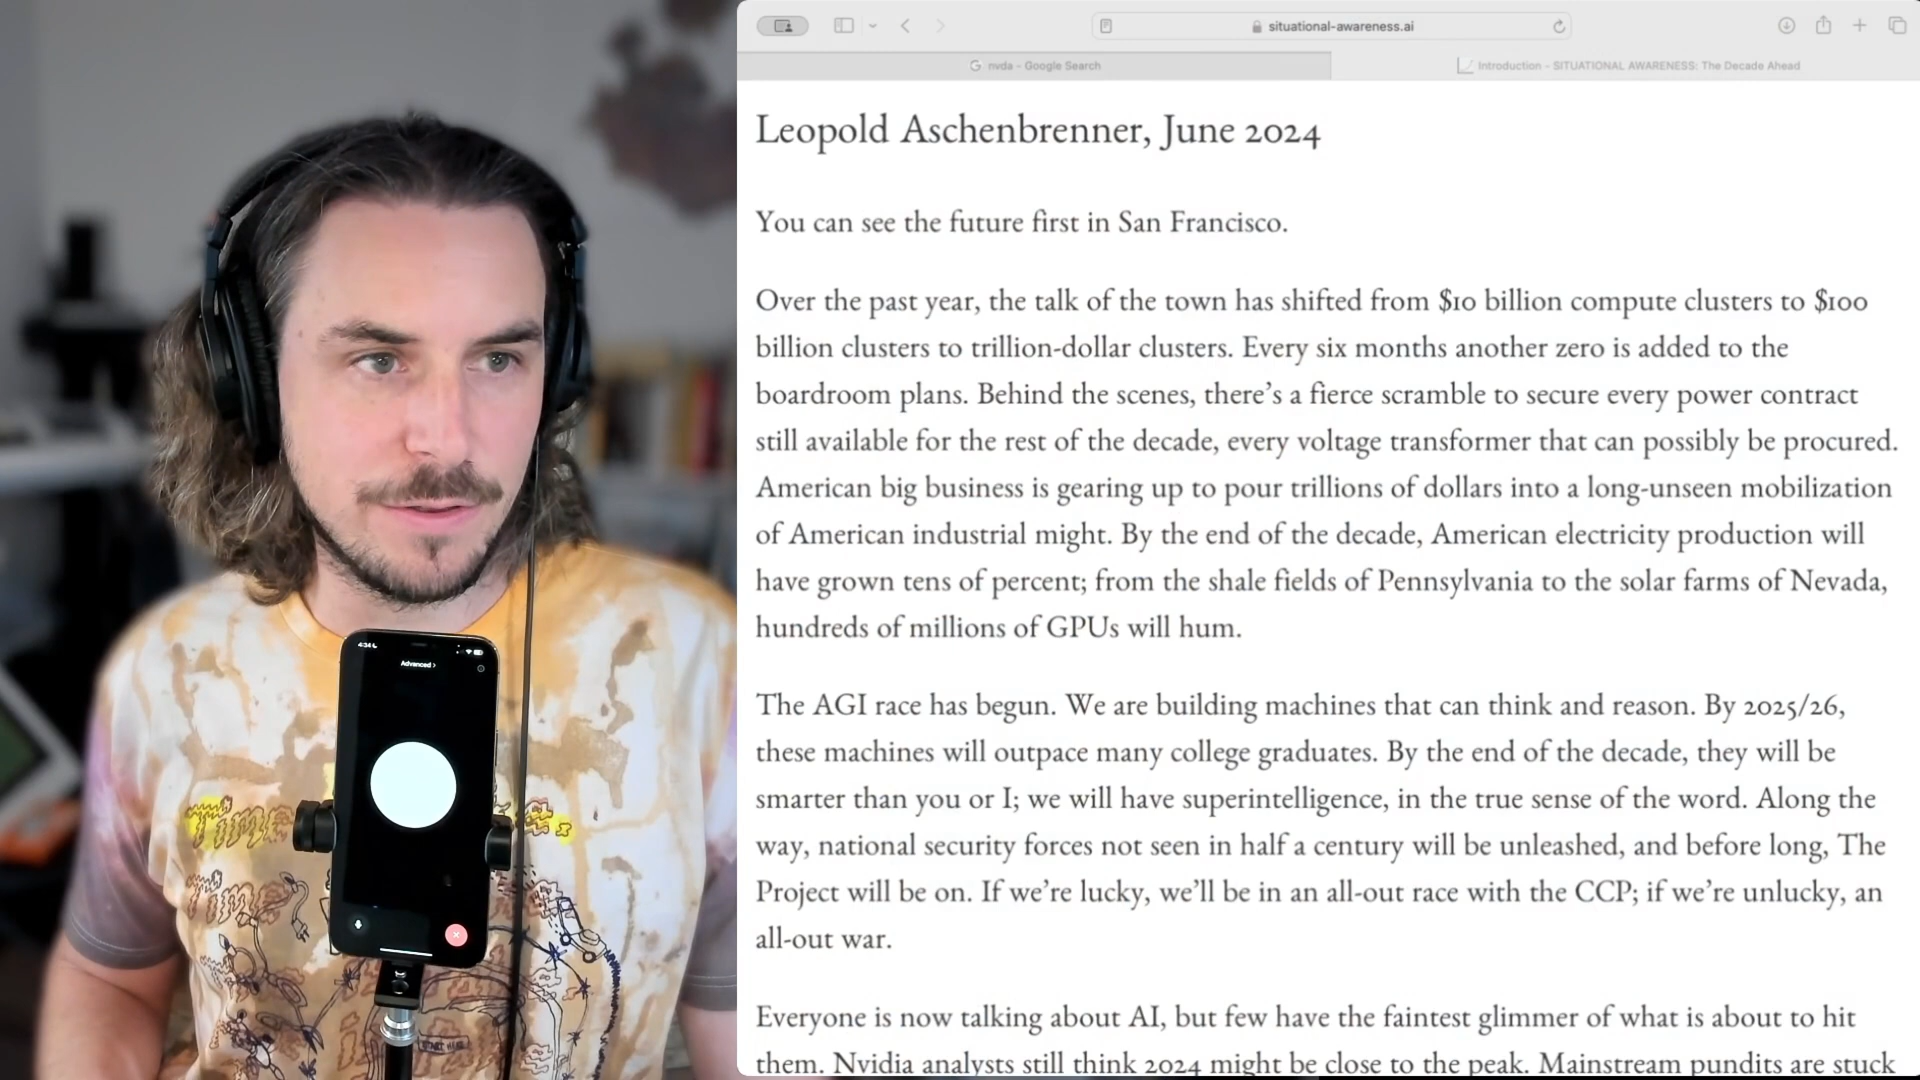 situational-awareness.ai
nvda - Google Search
Introduction - SITUATIONAL AWARENESS: The Decade Ahead
Leopold Aschenbrenner, June 2024
You can see the future first in San Francisco.
Over the past year, the talk of the town has shifted from $10 billion compute clusters to $100
billion clusters to trillion-dollar clusters. Every six months another zero is added to the
boardroom plans. Behind the scenes, there’s a fierce scramble to secure every power contract
still available for the rest of the decade, every voltage transformer that can possibly be procured.
American big business is gearing up to pour trillions of dollars into a long-unseen mobilization
of American industrial might. By the end of the decade, American electricity production will
have grown tens of percent; from the shale fields of Pennsylvania to the solar farms of Nevada,
hundreds of millions of GPUs will hum.
The AGI race has begun. We are building machines that can think and reason. By 2025/26,
these machines will outpace many college graduates. By the end of the decade, they will be
smarter than you or I; we will have superintelligence, in the true sense of the word. Along the
way, national security forces not seen in half a century will be unleashed, and before long, The
Project will be on. If we’re lucky, we’ll be in an all-out race with the CCP; if we’re unlucky, an
all-out war.
Everyone is now talking about AI, but few have the faintest glimmer of what is about to hit
them. Nvidia analysts still think 2024 might be close to the peak. Mainstream pundits are stuck
4:34
Advanced >